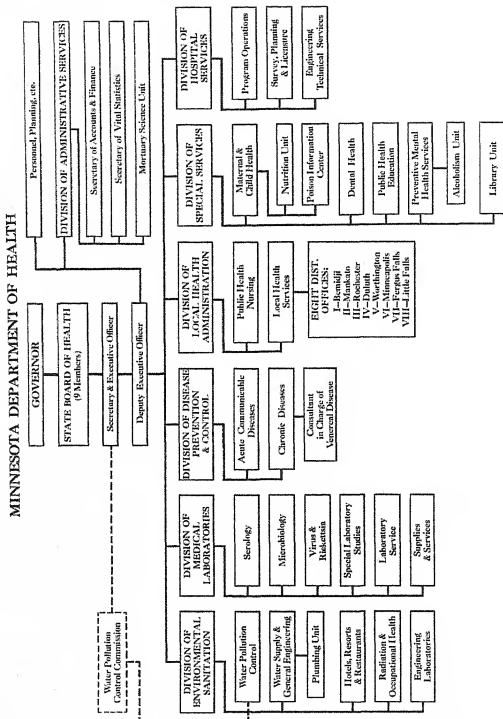 MINNESOTA DEPARTMENT OF HEALTH
GOVERNOR
STATE BOARD OF HEALTH
(9 Members)
Secretary & Executive Officer
Deputy Executive Officer
Water Pollution
Control Commission
Personnel, Planning, etc.
DIVISION OF ADMINISTRATIVE SERVICES
Secretary of Accounts & Finance
Secretary of Vital Statistics
Mortuary Science Unit
DIVISION OF
ENVIRONMENTAL
SANITATION
Water Pollution
Control
Water Supply &
General Engineering
Plumbing Unit
Hotels, Resorts
& Restaurants
Radiation &
Occupational Health
Engineering
Laboratories
DIVISION OF
MEDICAL
LABORATORIES
Serology
Microbiology
Virus &
Rickettsia
Special Laboratory
Studies
Laboratory
Service
Supplies
& Services
DIVISION OF DISEASE
PREVENTION
& CONTROL
Acute Communicable
Diseases
Chronic Diseases
Consultant
in Charge of
Venereal Disease
DIVISION OF
LOCAL HEALTH
ADMINISTRATION
Public Health
Nursing
Local Health
Services
EIGHT DIST.
OFFICES:
I—Bemidji
II—Mankato
III—Rochester
IV—Duluth
V—Worthington
VI—Minneapolis
VII—Fergus Falls
VIII—Little Falls
DIVISION OF
SPECIAL SERVICES
Maternal &
Child Health
Nutrition Unit
Poison Information
Center
Dental Health
Public Health
Education
Preventive Mental
Health Services
Alcoholism Unit
Library Unit
DIVISION OF
HOSPITAL
SERVICES
Program Operations
Survey, Planning
& Licensure
Engineering
Technical Services